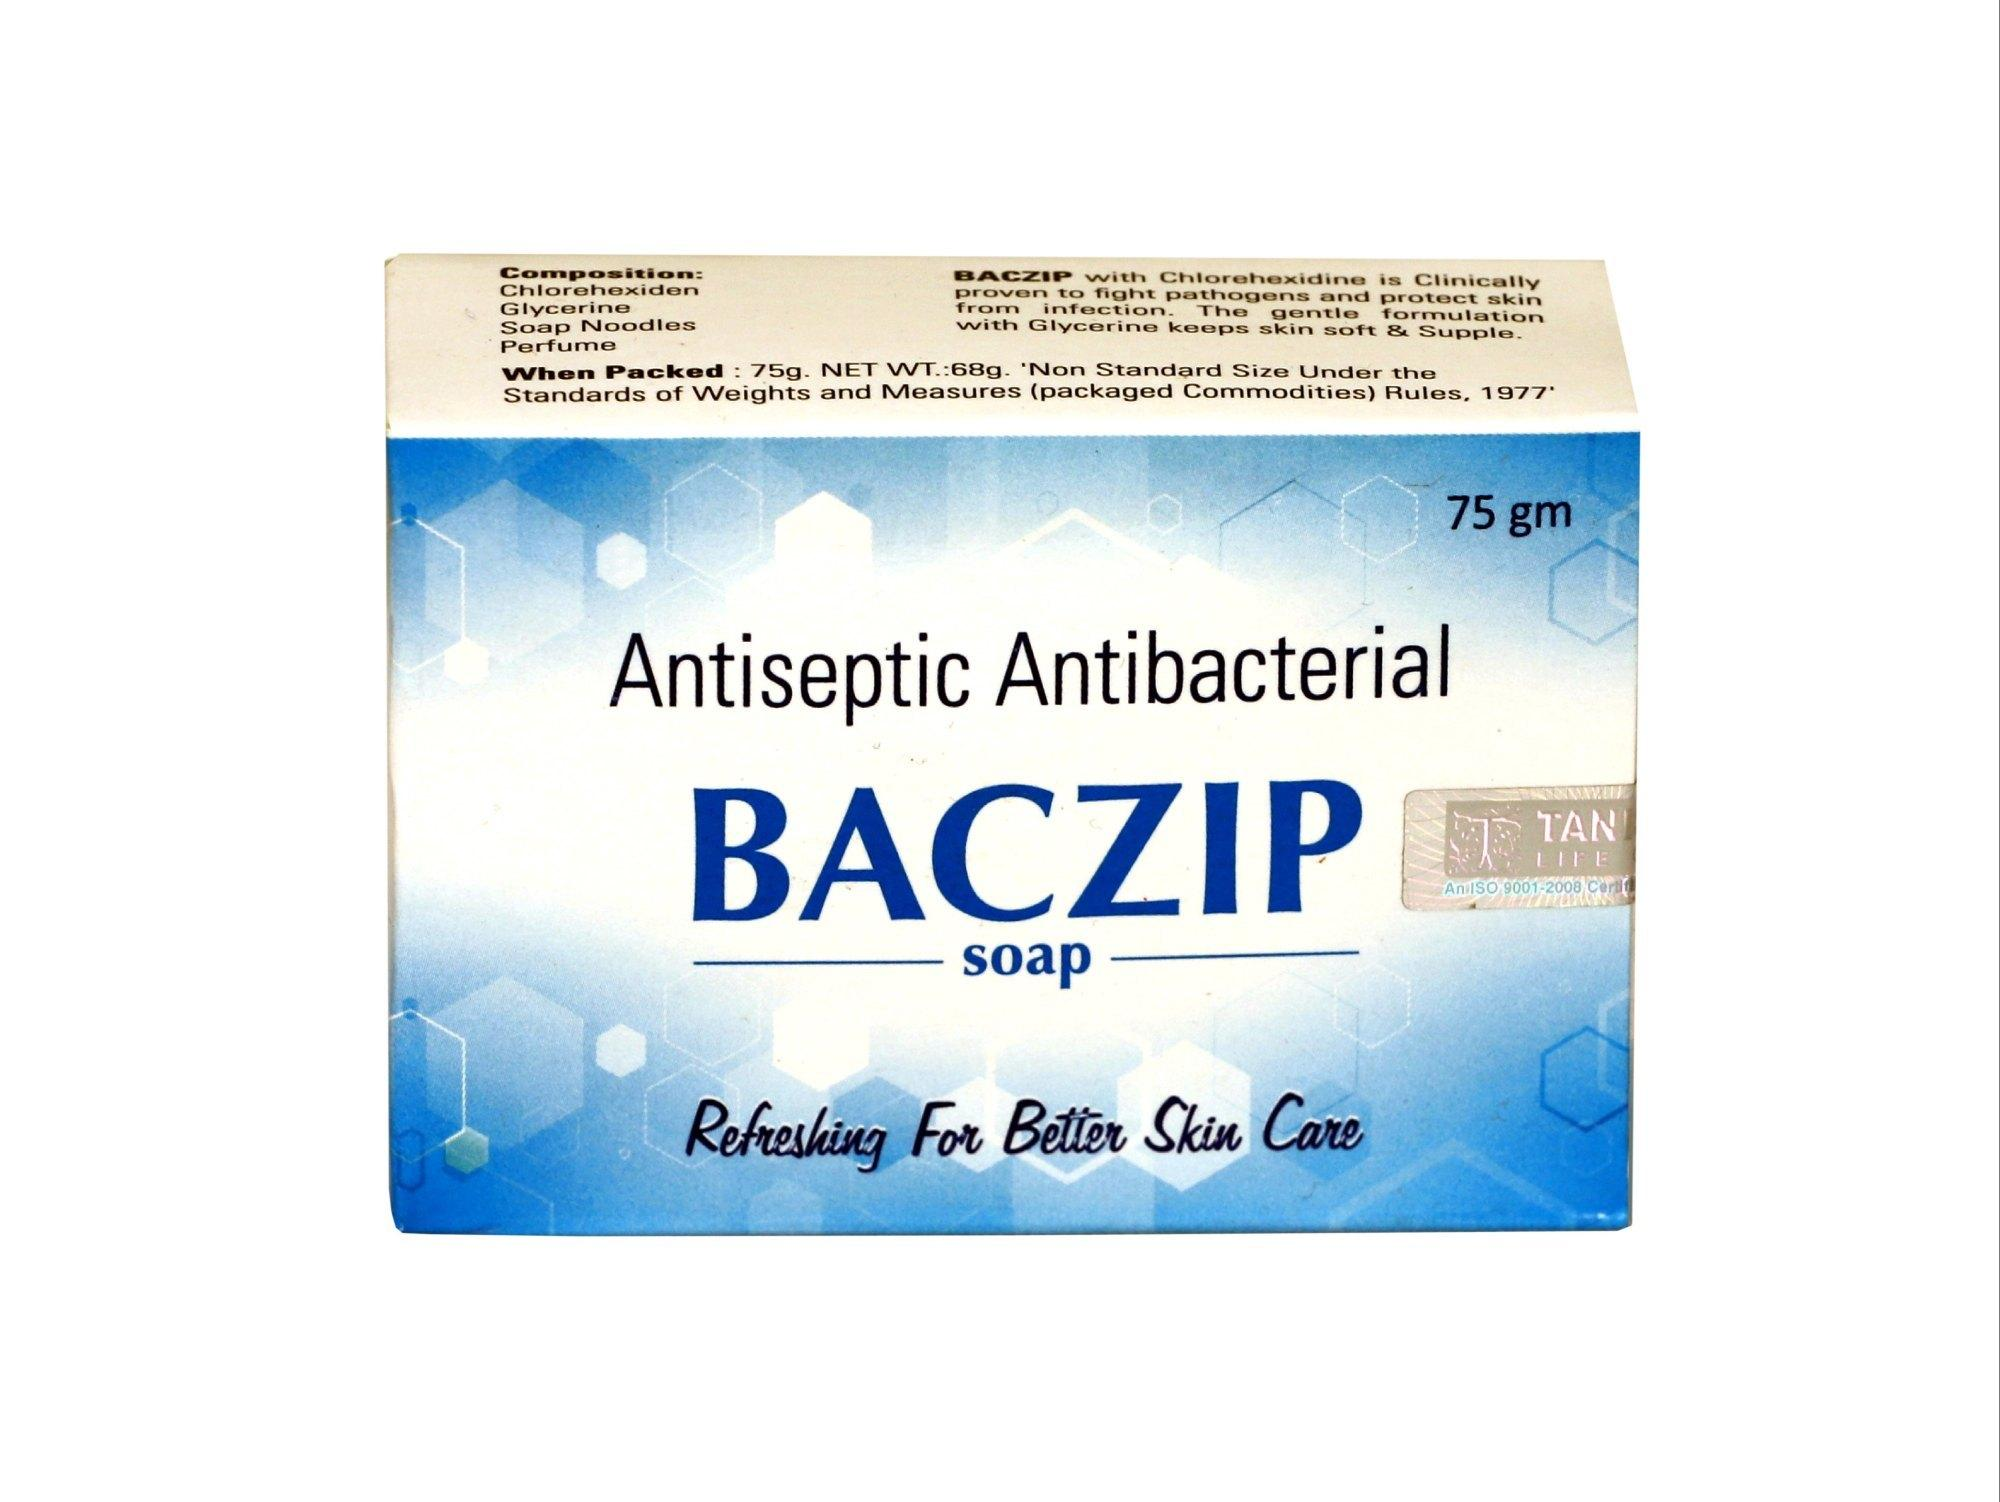 Composition:
Chlorehexiden
Glycerine
Soap Noodles
Perfume
BACZIP with Chlorehexidine is Clinically
proven to fight pathogens and protect skin
from infection. The gentle formulation
with Glycerine keeps skin soft & Supple.
When Packed : 75g. NET WT.:68g. 'Non Standard Size Under the
Standards of Weights and Measures (packaged Commodities) Rules, 1977'
75 gm
Antiseptic Antibacterial
BACZIP
soap
TAN
LIFE
An ISO 9001-2008
Refreshing For Better Skin Care